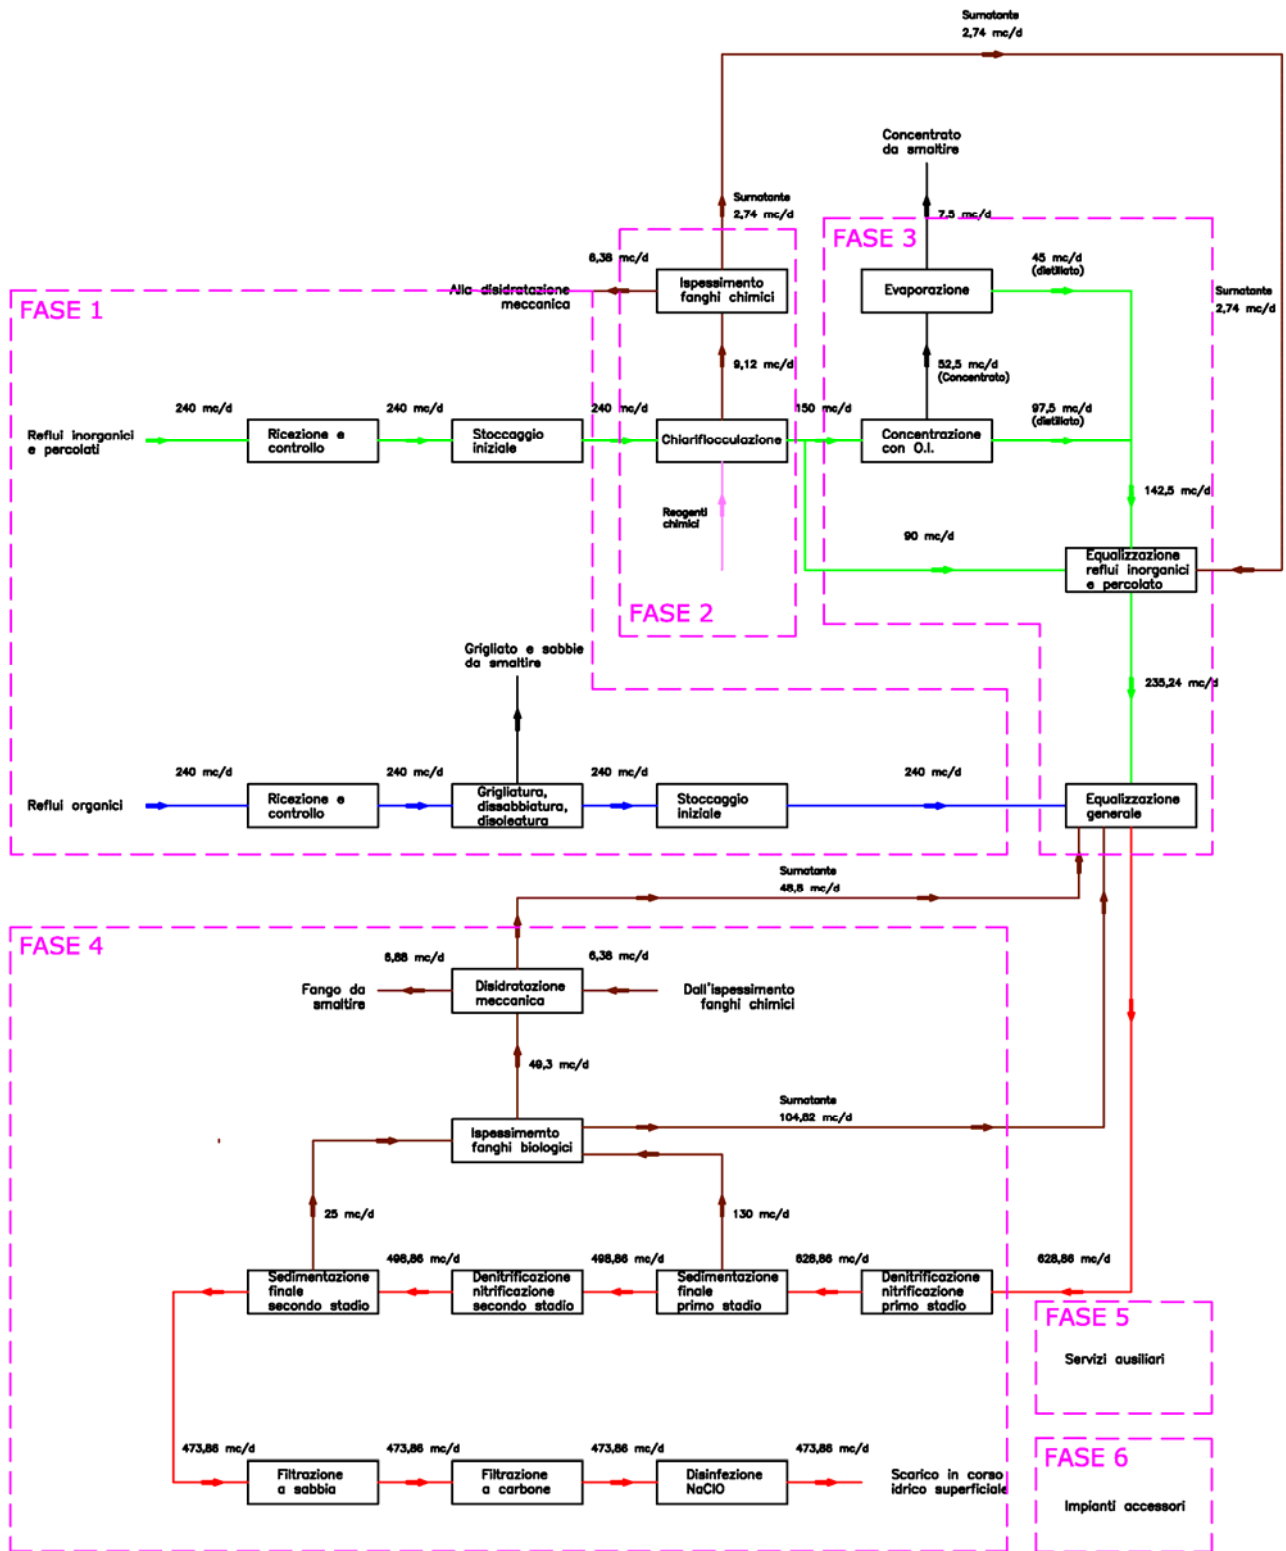 Surnatante
2,74 mc/d
Concentrato
da smaltire
Surnatante
2,74 mc/d
7,5 mc/d
FASE 3
6,38 mc/d
45 mc/d
(distillato)
Alla disidratazione
meccanica
Ispessimento
fanghi chimici
Evaporazione
Surnatante
2,74 mc/d
FASE 1
9,12 mc/d
52,5 mc/d
(Concentrato)
240 mc/d
240 mc/d
240 mc/d
150 mc/d
97,5 mc/d
(distillato)
Reflui inorganici
e percolati
Ricezione e
controllo
Stoccaggio
iniziale
Chiariflocculazione
Concentrazione
con O.I.
142,5 mc/d
Reagenti
chimici
90 mc/d
Equalizzazione
reflui inorganici
e percolato
FASE 2
Grigliato e sabbie
da smaltire
235,24 mc/d
240 mc/d
240 mc/d
240 mc/d
240 mc/d
Reflui organici
Ricezione e
controllo
Grigliatura,
dissabbiatura,
disoleatura
Stoccaggio
iniziale
Equalizzazione
generale
Surnatante
48,8 mc/d
FASE 4
6,88 mc/d
6,38 mc/d
Fango da
smaltire
Disidratazione
meccanica
Dall'ispessimento
fanghi chimici
49,3 mc/d
Surnatante
104,82 mc/d
Ispessimemto
fanghi biologici
25 mc/d
130 mc/d
498,86 mc/d
498,86 mc/d
628,86 mc/d
628,86 mc/d
Sedimentazione
finale
secondo stadio
Denitrificazione
nitrificazione
secondo stadio
Sedimentazione
finale
primo stadio
Denitrificazione
nitrificazione
primo stadio
FASE 5
Servizi ausiliari
473,86 mc/d
473,86 mc/d
473,86 mc/d
473,86 mc/d
Filtrazione
a sabbia
Filtrazione
a carbone
Disinfezione
NaClO
Scarico in corso
idrico superficiale
FASE 6
Impianti accessori